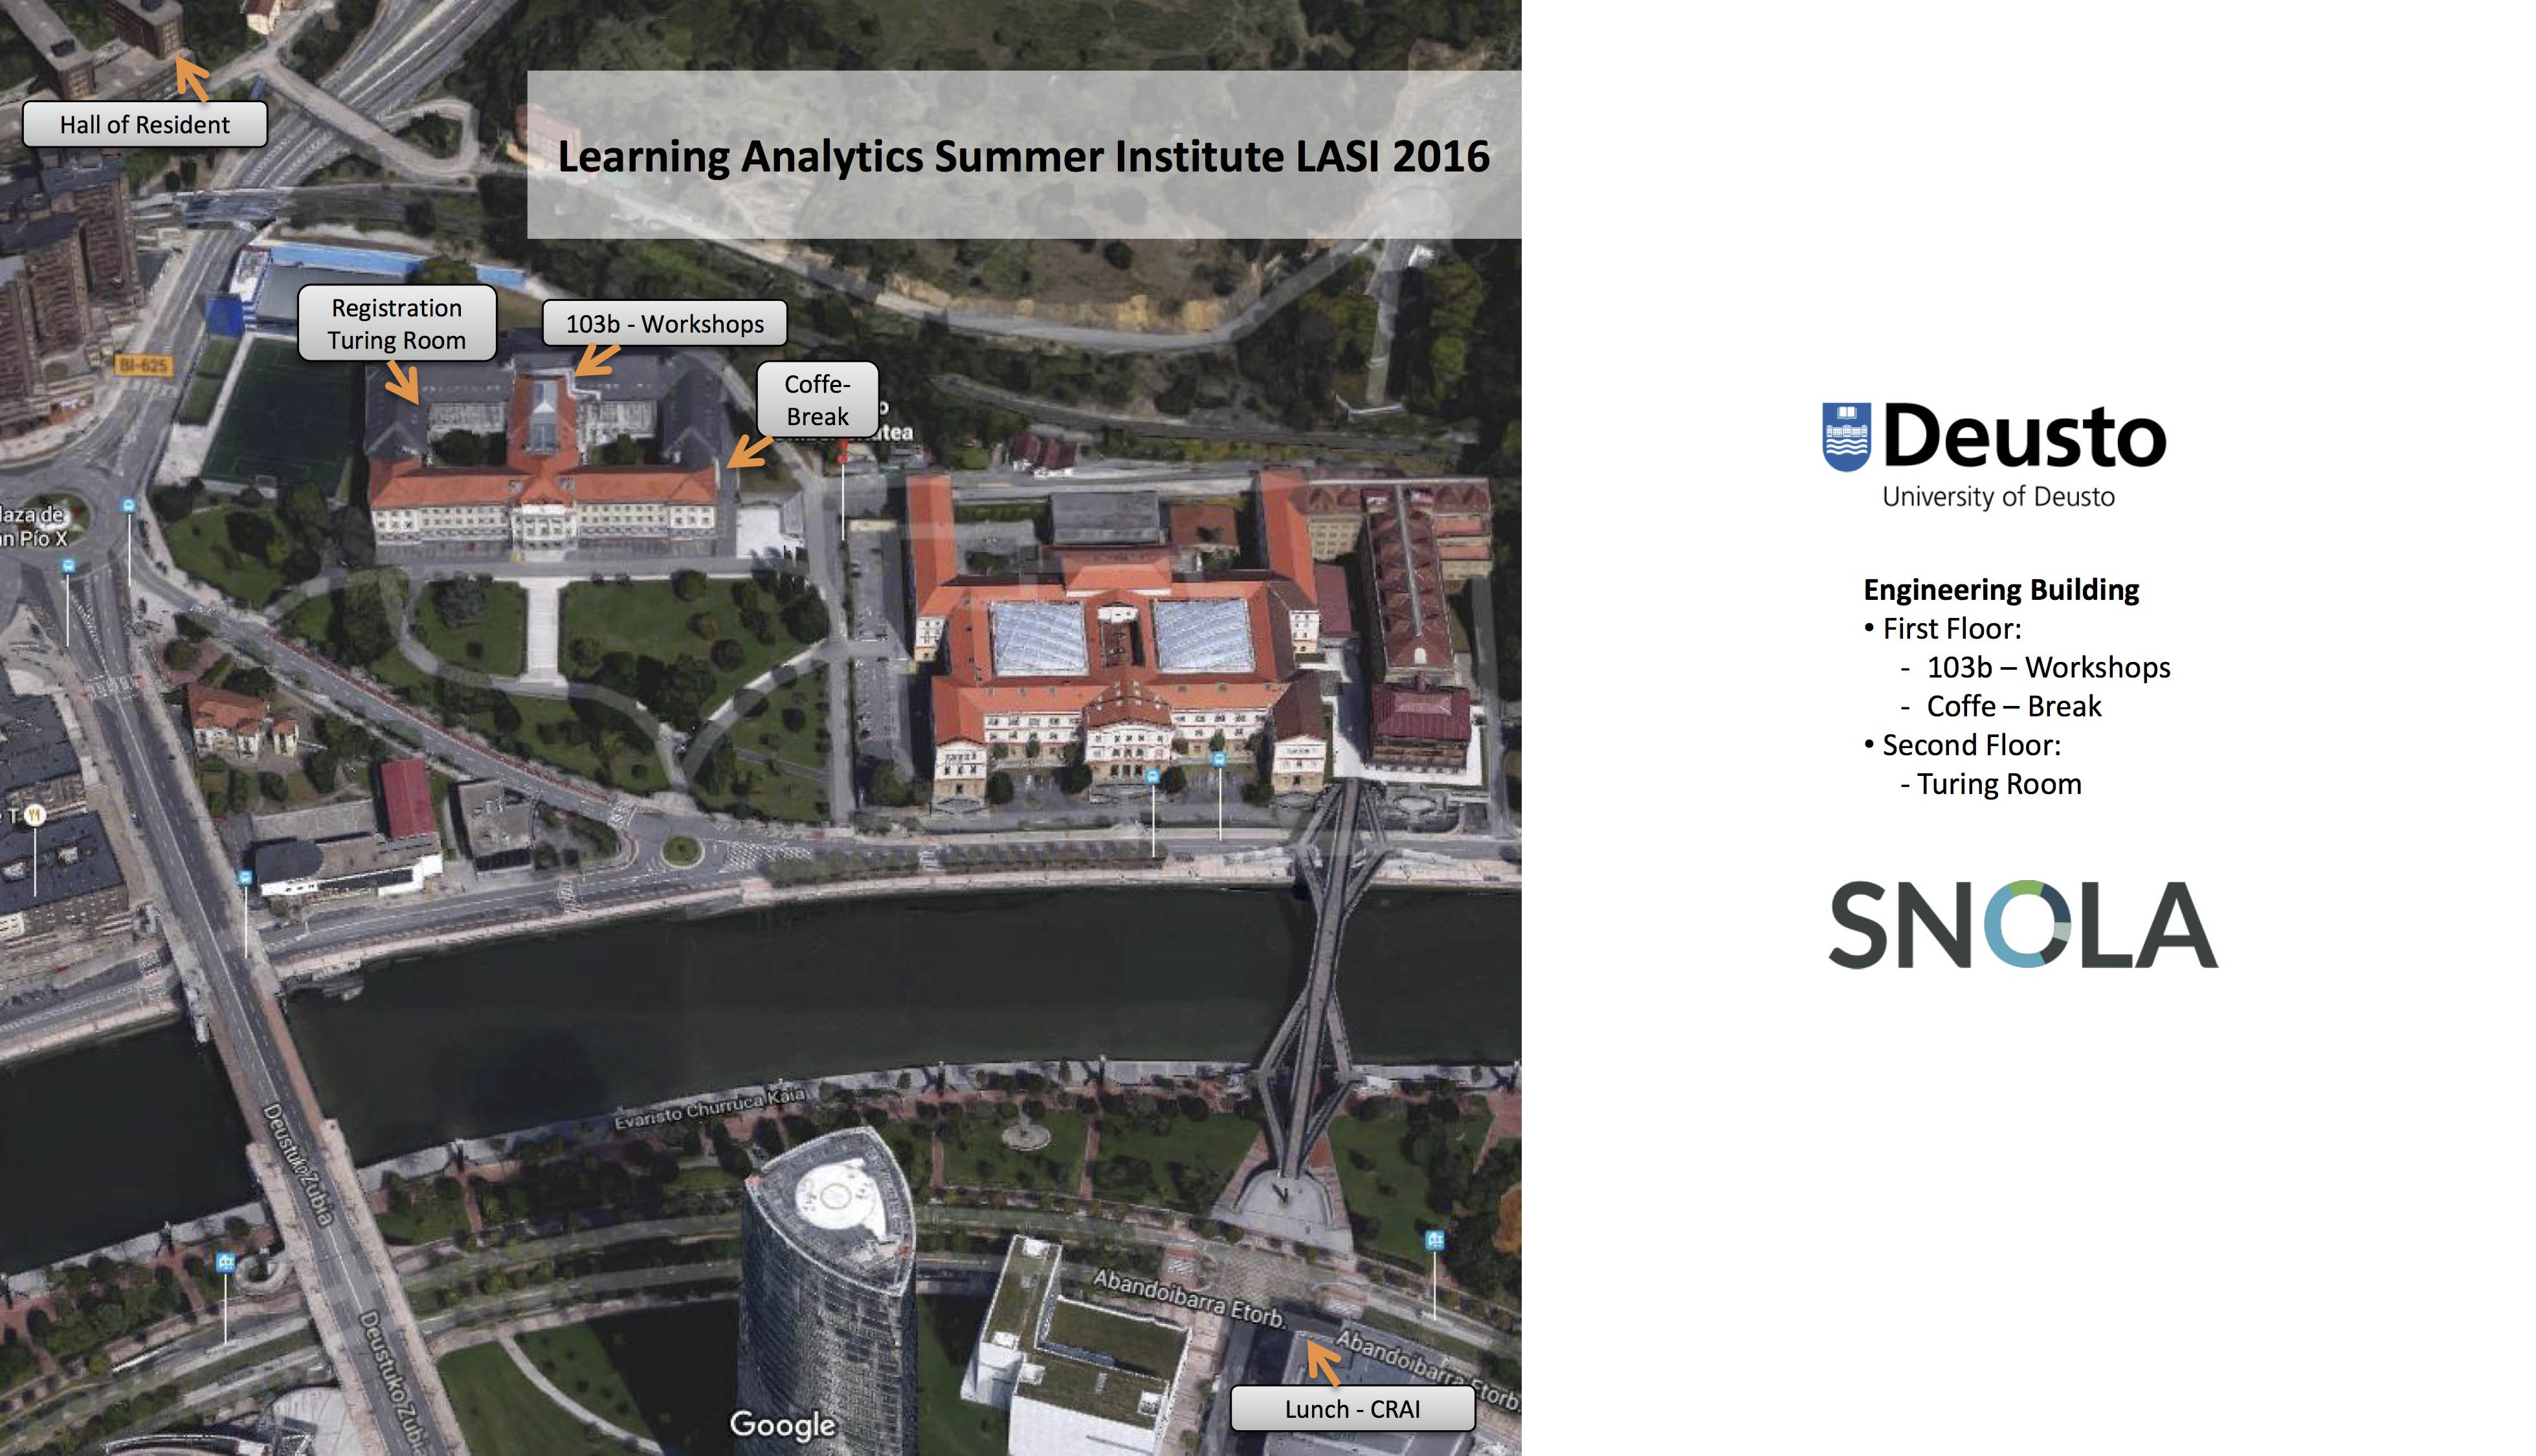 Hall of Resident
Learning Analytics Summer Institute LASI 2016
Registration
Turing Room
103b - Workshops
Coffe-
Break
BI-625
laza de
an Pío X
T
Evaristo Churruca Kaia
Deustuko Zubia
Deustuko Zubia
Abandoibarra Etorb.
Abandoibarra Etorb.
Lunch - CRAI
Google
Deusto
University of Deusto
Engineering Building
• First Floor:
- 103b – Workshops
- Coffe – Break
• Second Floor:
- Turing Room
SNOLA